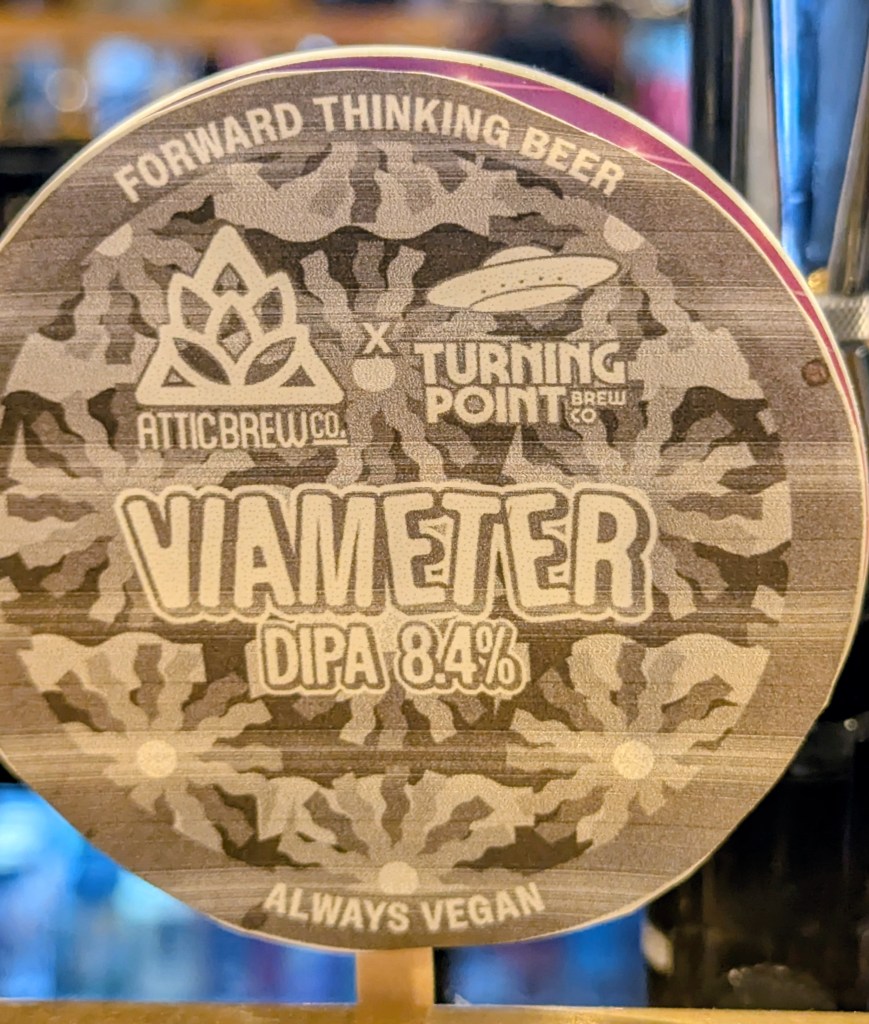 FORWARD THINKING BEER
ATTIC BREW CO.
X
TURNING
POINT BREW
CO
VIAMETER
DIPA 8.4%
ALWAYS VEGAN